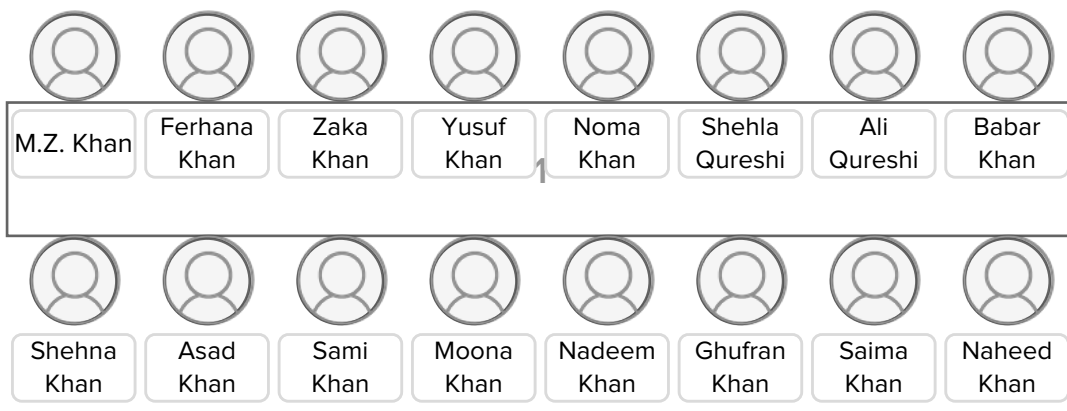 M.Z. Khan
Ferhana
Khan
Zaka
Khan
Yusuf
Khan
Noma
Khan
Shehla
Qureshi
Ali
Qureshi
Babar
Khan
1
Shehna
Khan
Asad
Khan
Sami
Khan
Moona
Khan
Nadeem
Khan
Ghufran
Khan
Saima
Khan
Naheed
Khan